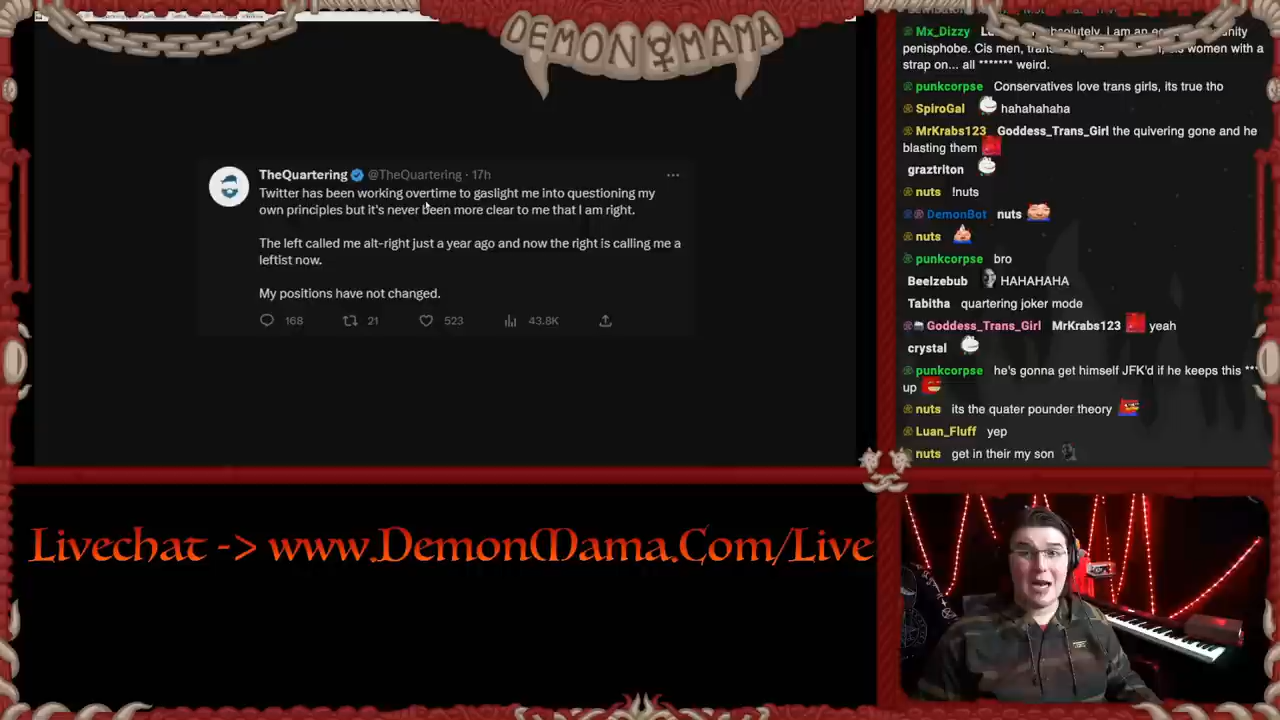 DEMON MAMA
TheQuartering @TheQuartering · 17h
Twitter has been working overtime to gaslight me into questioning my
own principles but it's never been more clear to me that I am right.
The left called me alt-right just a year ago and now the right is calling me a
leftist now.
My positions have not changed.
168 21 523 43.8K
Livechat -> www.DemonMama.Com/Live
Mx_Dizzy absolutely, I am an
penisphobe. Cis men, women with a
strap on... all ******* weird.
punkcorpse Conservatives love trans girls, its true tho
SpiroGal hahahahaha
MrKrabs123 Goddess_Trans_Girl the quivering gone and he
blasting them
graztriton
nuts !nuts
DemonBot nuts
nuts
punkcorpse bro
Beelzebub HAHAHAHA
Tabitha quartering joker mode
Goddess_Trans_Girl MrKrabs123 yeah
crystal
punkcorpse he's gonna get himself JFK'd if he keeps this ***
up
nuts its the quater pounder theory
Luan_Fluff yep
nuts get in their my son